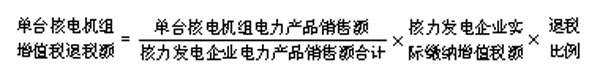 单台核电机组增值税退税额 = 单台核电机组电力产品销售额 / 核力发电企业电力产品销售额合计 × 核力发电企业实际缴纳增值税额 × 退税比例